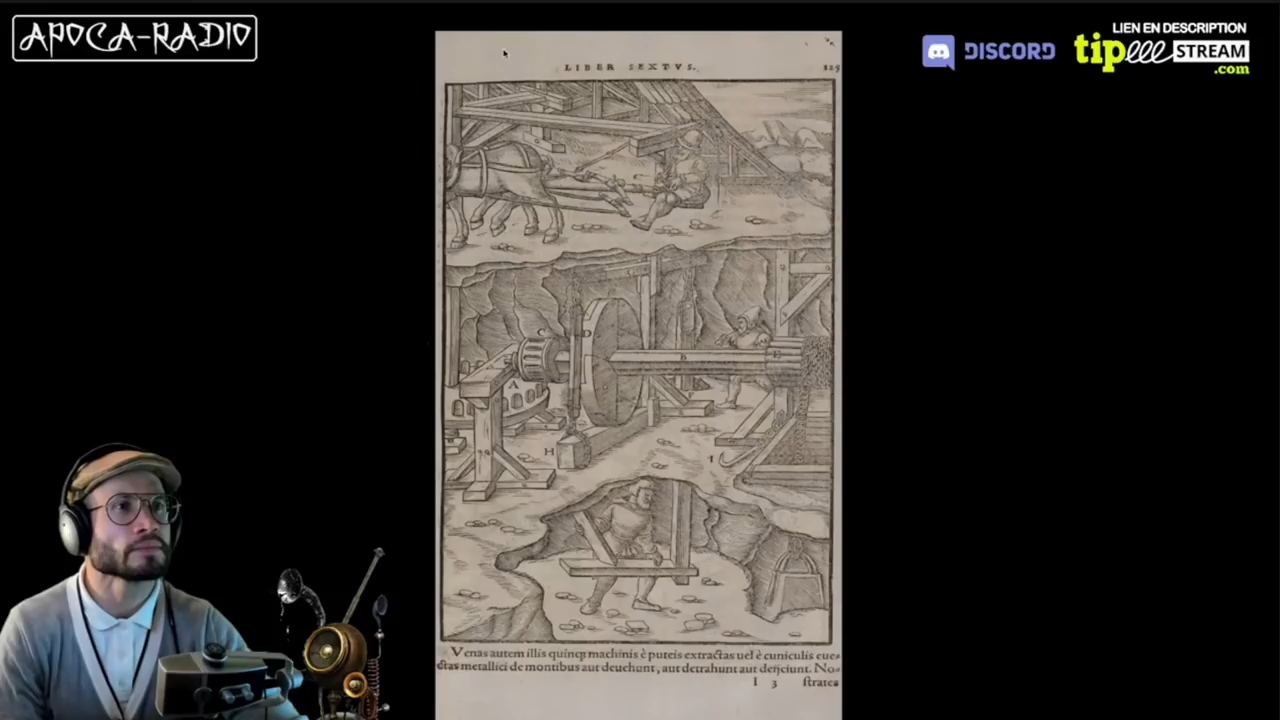 APOCA-RADIO
LIEN EN DESCRIPTION
DISCORD
tipeee STREAM
.com
LIBER SEXTVS. 125
C
C D
B E
A
H I
Venas autem illis quinqꝫ machinis è puteis extractas uel è cuniculis eue-
ctas metallici de montibus aut deuehunt, aut detrahunt aut deijciunt. No-
I 3 ſtrates